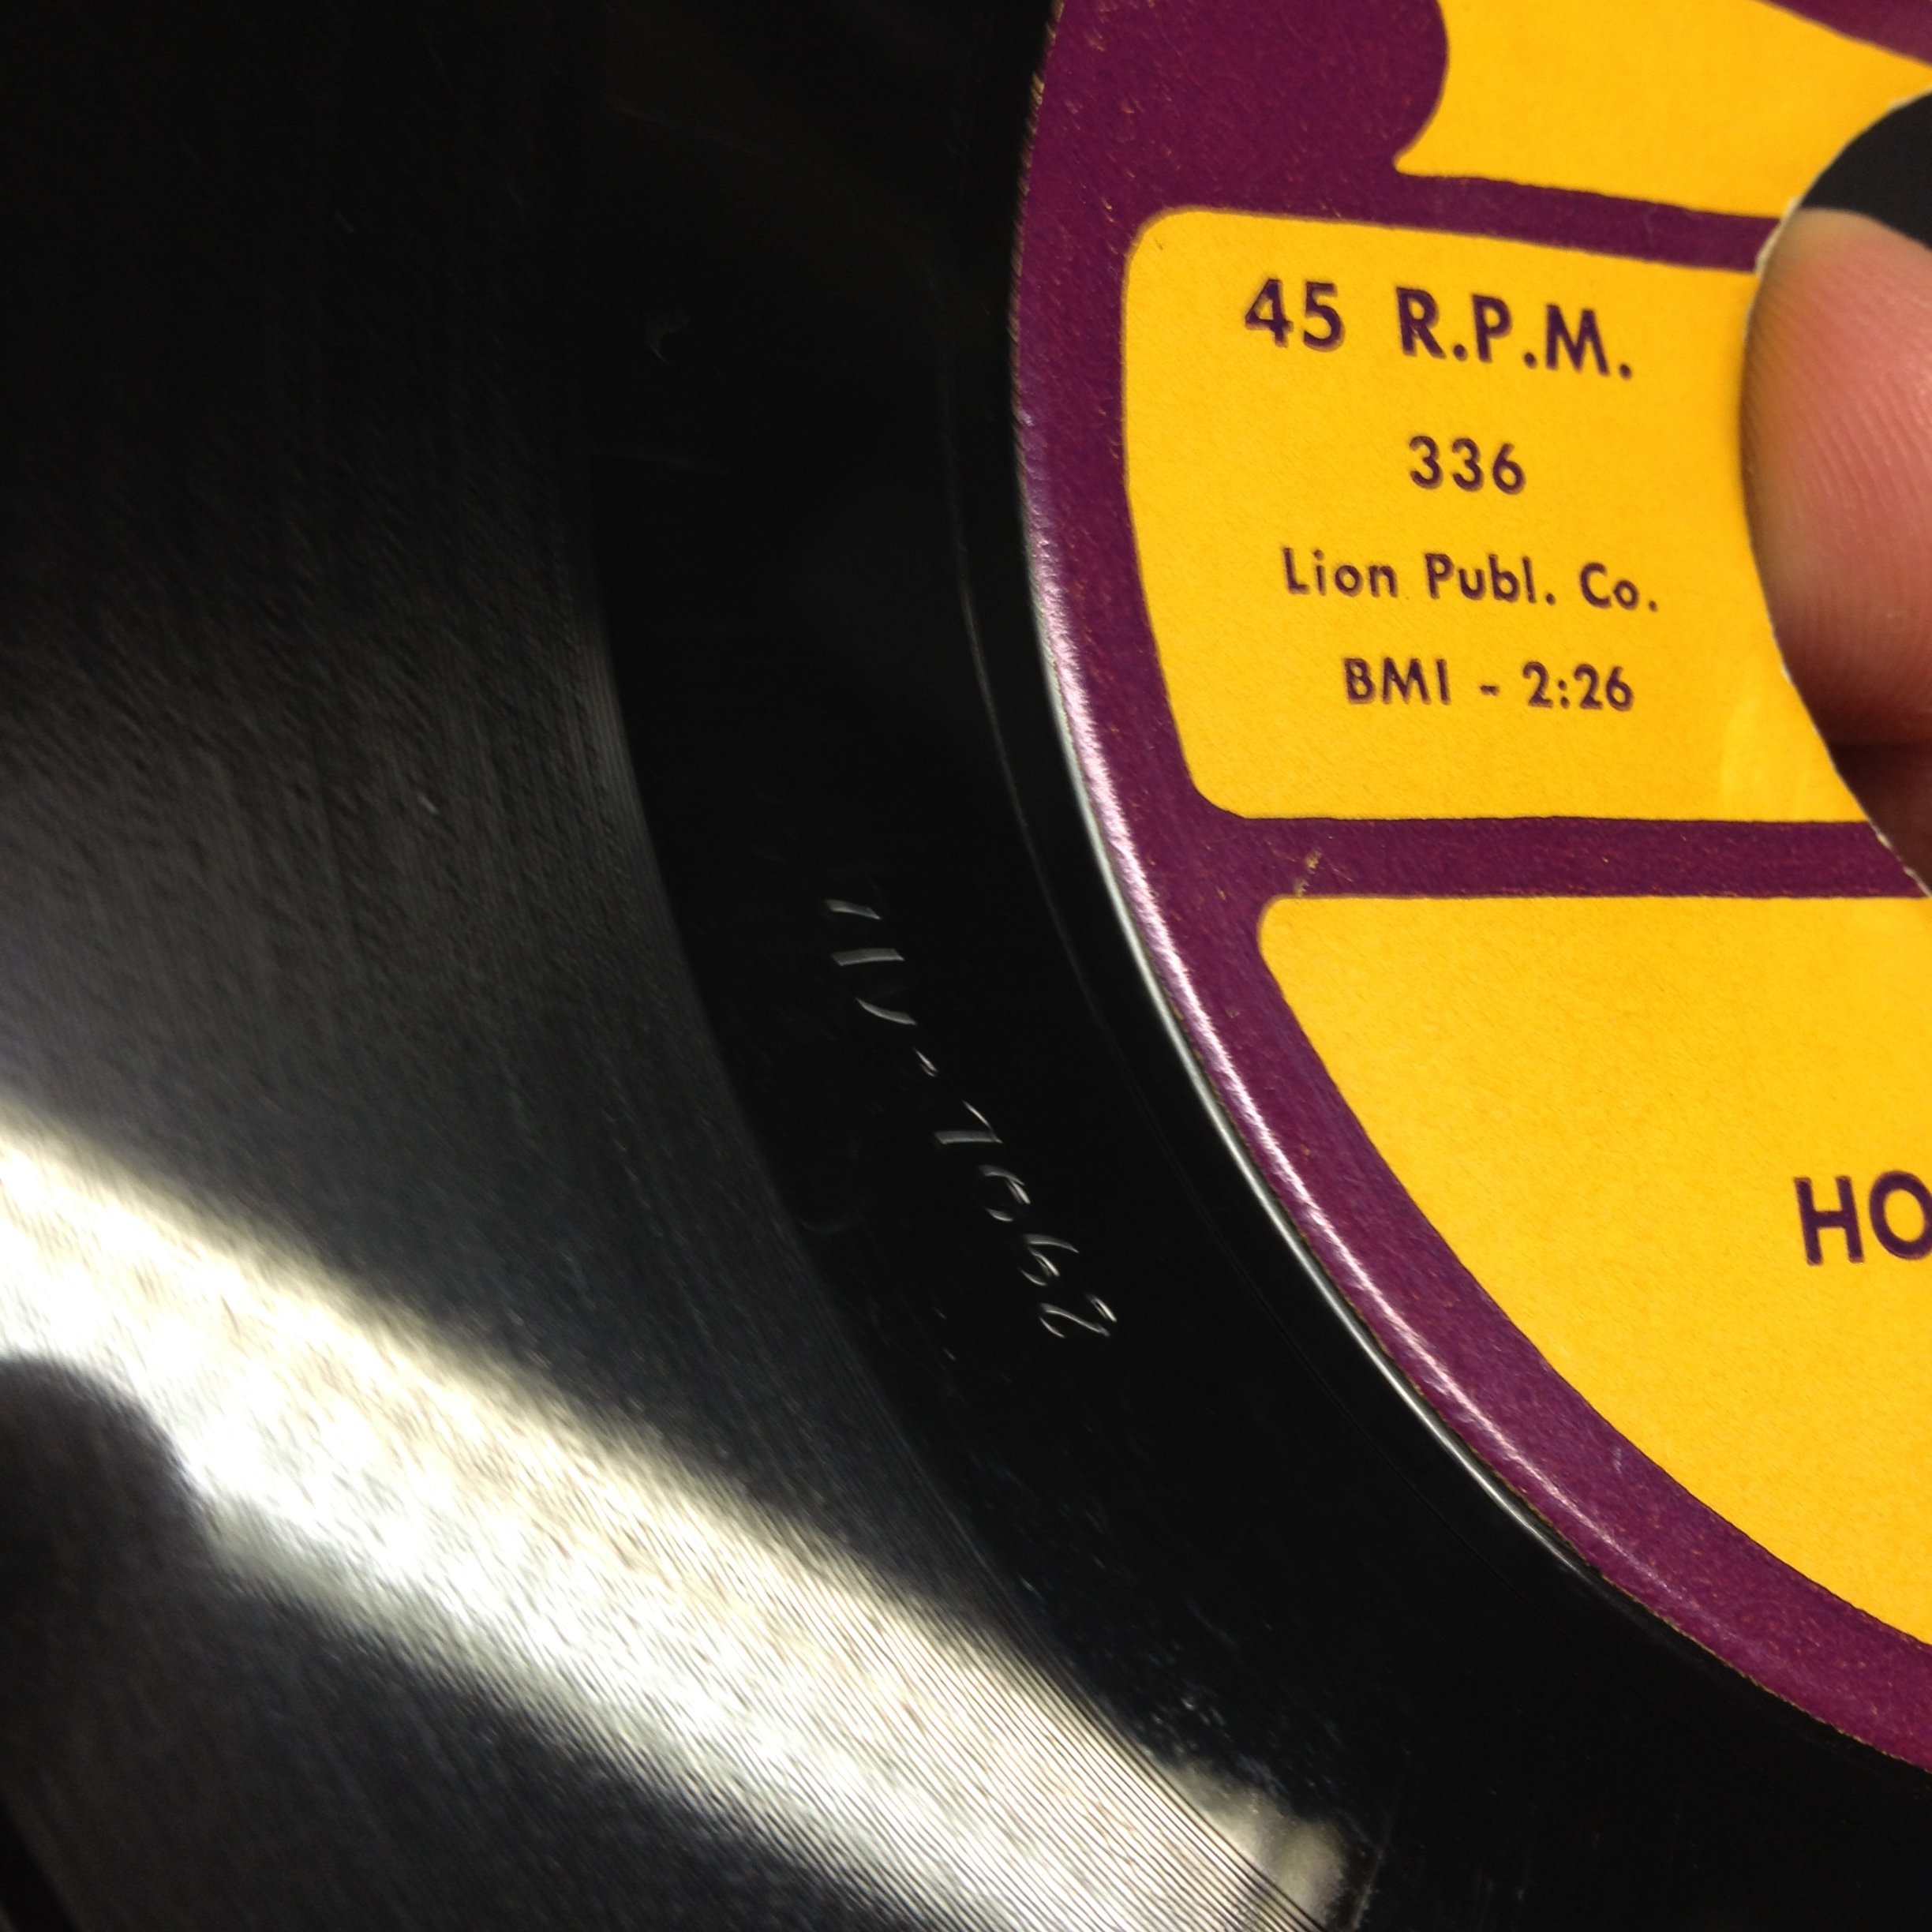 45 R.P.M.
336
Lion Publ. Co.
BMI - 2:26
HO